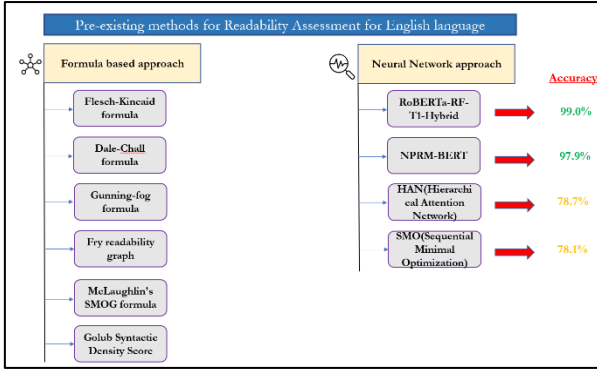 Pre-existing methods for Readability Assessment for English language
Formula based approach
Flesch-Kincaid
formula
Dale-Chall
formula
Gunning-fog
formula
Fry readability
graph
McLaughlin's
SMOG formula
Golub Syntactic
Density Score
Neural Network approach
Accuracy
RoBERTa-RF-
T1-Hybrid
99.0%
NPRM-BERT
97.9%
HAN(Hierarchi
cal Attention
Network)
78.7%
SMO(Sequential
Minimal
Optimization)
78.1%